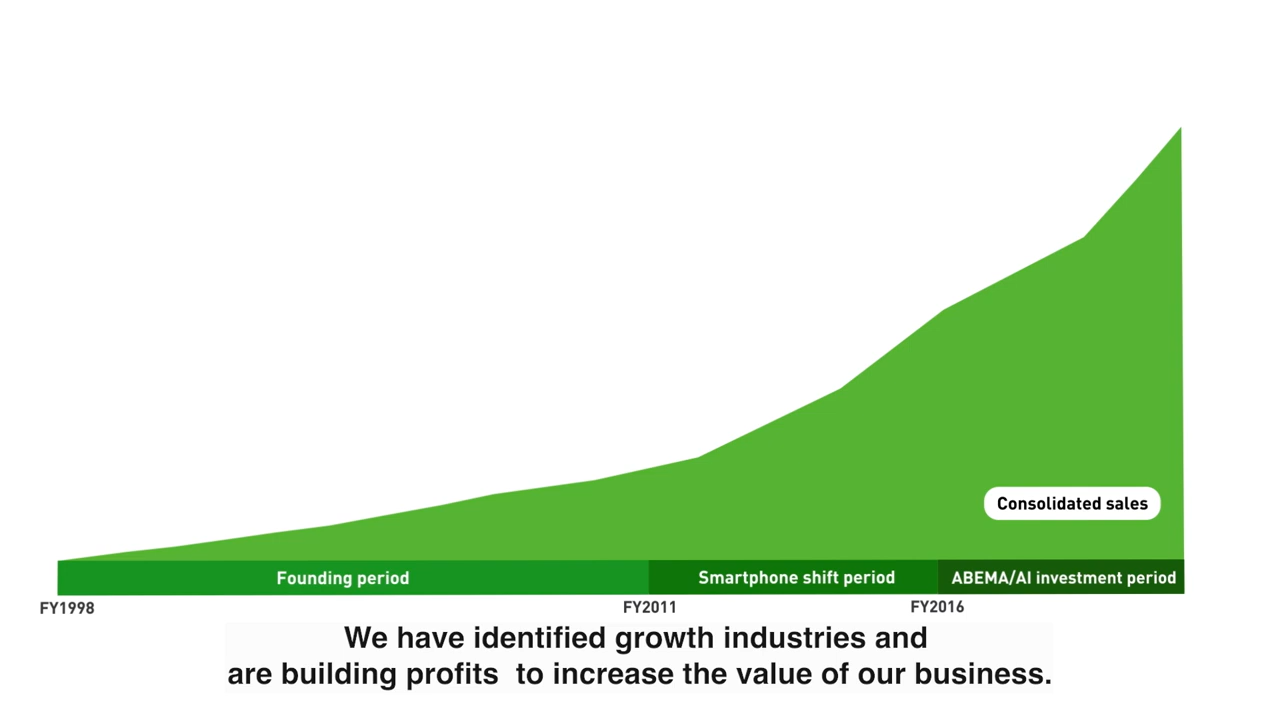 Consolidated sales
Founding period
Smartphone shift period
ABEMA/AI investment period
FY1998
FY2011
FY2016
We have identified growth industries and
are building profits  to increase the value of our business.